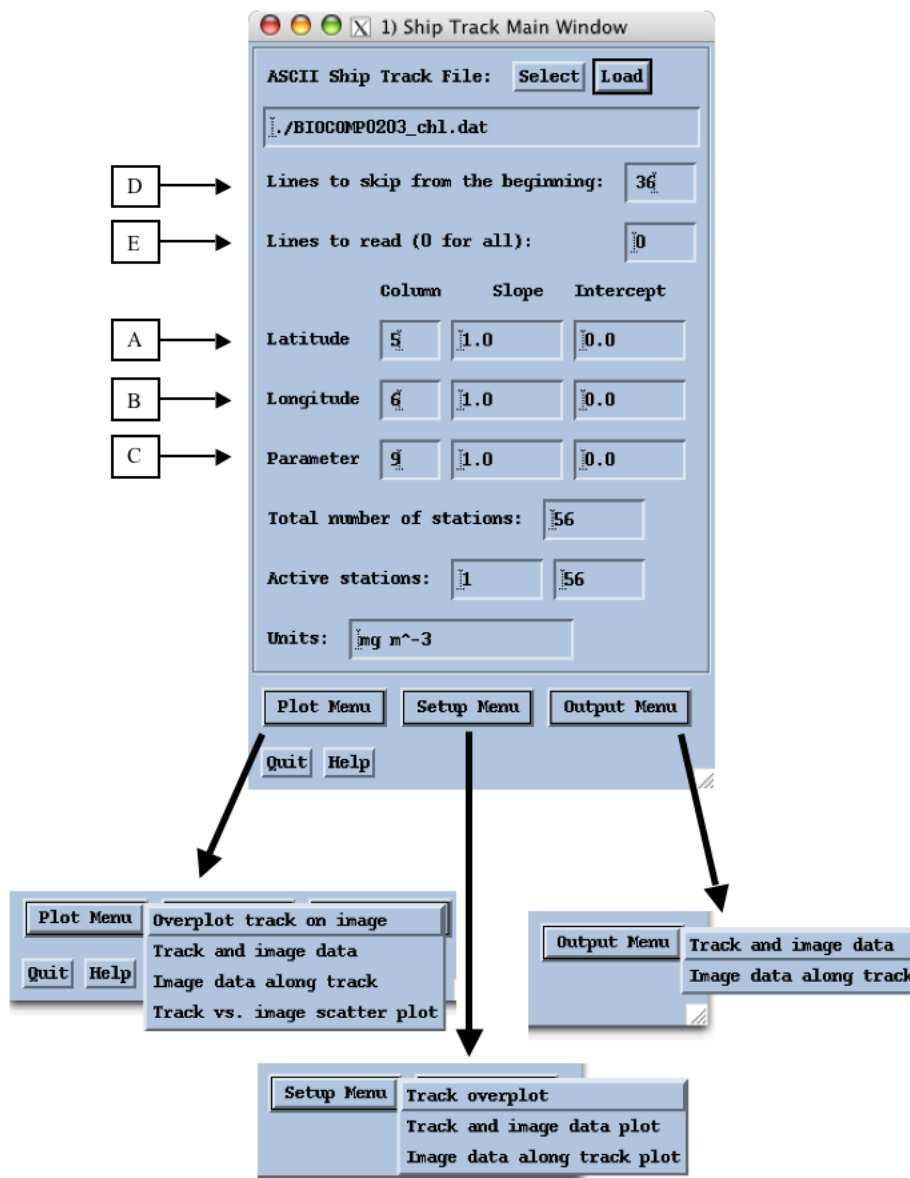 X 1) Ship Track Main Window
ASCII Ship Track File: Select Load
./BIOCOMP0203_chl.dat
D Lines to skip from the beginning: 36
E Lines to read (0 for all): 0
Column Slope Intercept
A Latitude 5 1.0 0.0
B Longitude 6 1.0 0.0
C Parameter 9 1.0 0.0
Total number of stations: 56
Active stations: 1 56
Units: mg m^-3
Plot Menu Setup Menu Output Menu
Quit Help
Plot Menu Overplot track on image
Track and image data
Quit Help Image data along track
Track vs. image scatter plot
Output Menu Track and image data
Image data along track
Setup Menu Track overplot
Track and image data plot
Image data along track plot